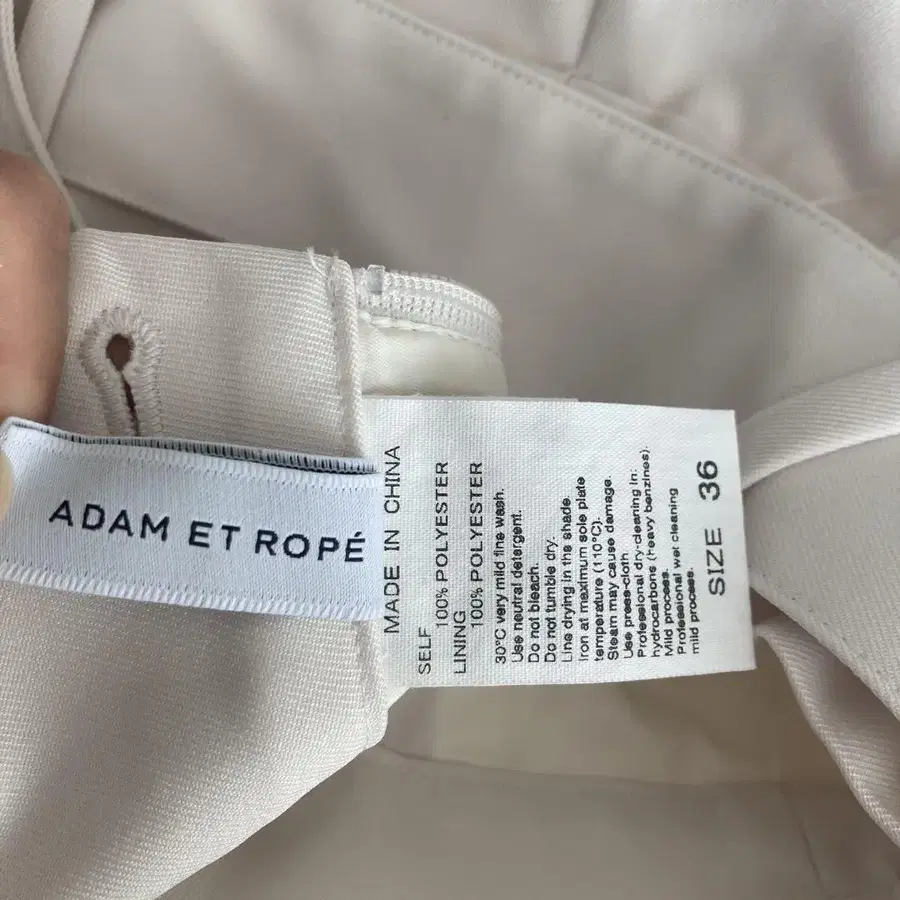 ADAM ET ROPÉ
MADE IN CHINA
SELF
100% POLYESTER
LINING
100% POLYESTER
30°C very mild fine wash.
Use neutral detergent.
Do not bleach.
Do not tumble dry.
Line drying in the shade.
Iron at maximum sole plate
temperature (110°C).
Steam may cause damage.
Use press-cloth
Professional dry-cleaning in:
hydrocarbons (heavy benzines).
Mild process.
Professional wet cleaning
mild process.
SIZE 36